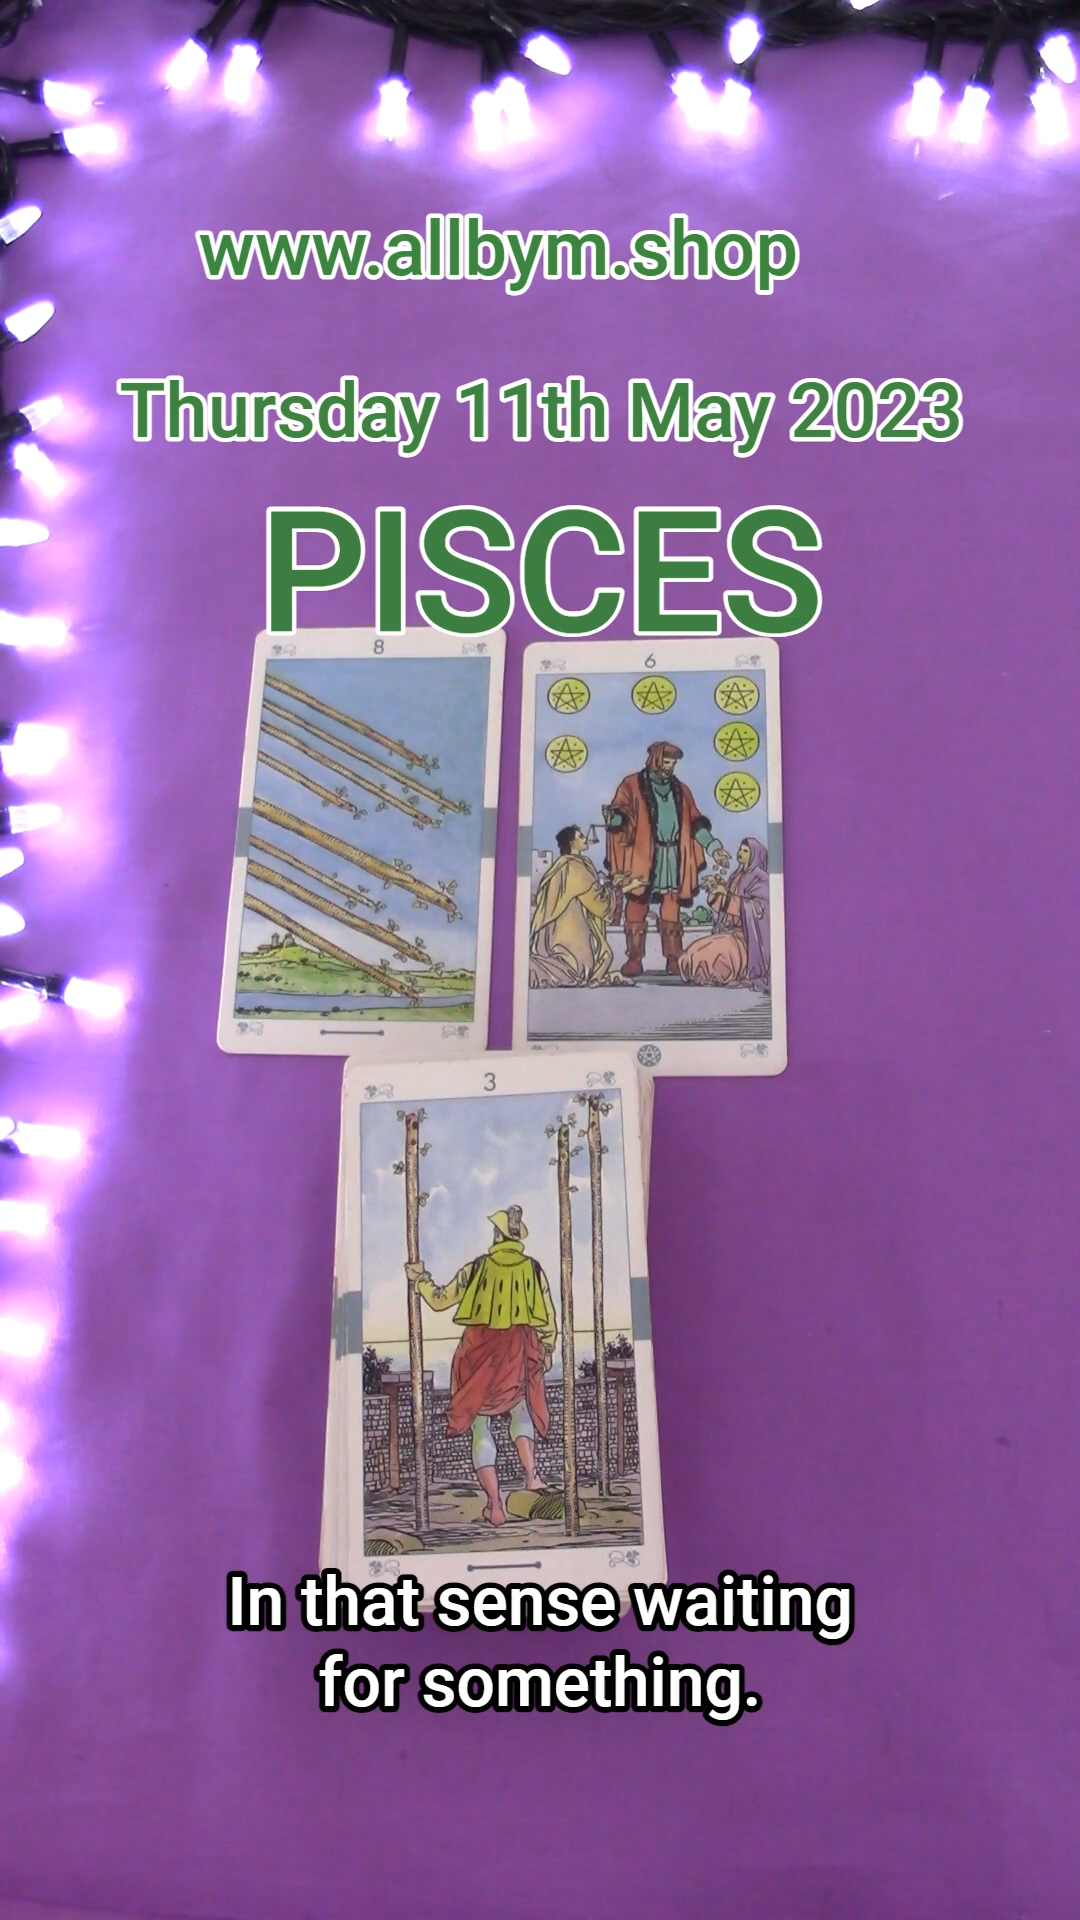 www.allbym.shop
Thursday 11th May 2023
PISCES
8
6
3
In that sense waiting
for something.